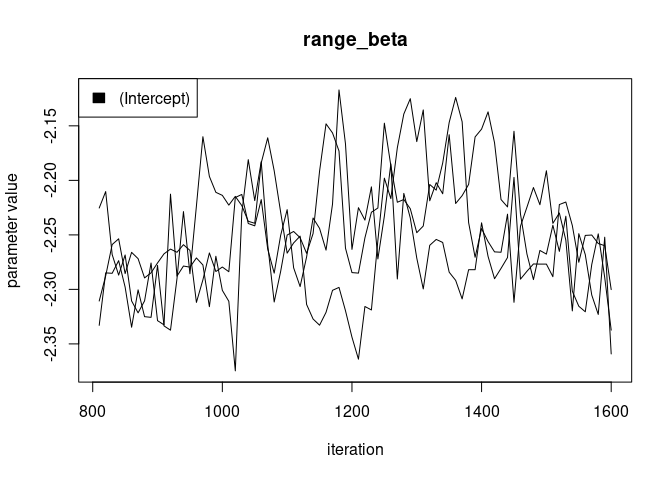 range_beta
(Intercept)
parameter value
-2.15
-2.20
-2.25
-2.30
-2.35
800 1000 1200 1400 1600
iteration